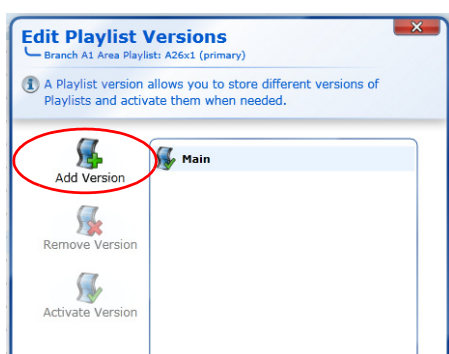 Edit Playlist Versions
Branch A1 Area Playlist: A26x1 (primary)
A Playlist version allows you to store different versions of
Playlists and activate them when needed.
Add Version
Main
Remove Version
Activate Version